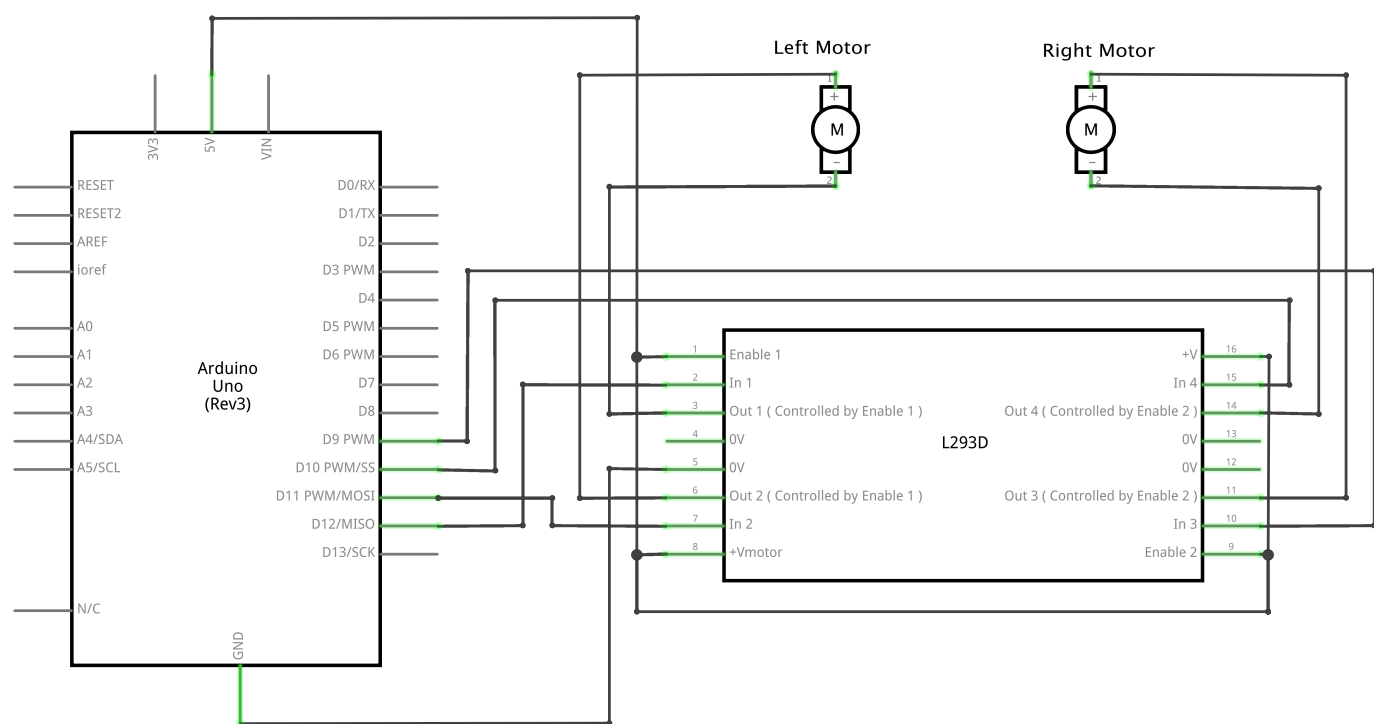 Left Motor
Right Motor
1
+
M
−
2
1
+
M
−
2
3V3
5V
VIN
RESET
RESET2
AREF
ioref
A0
A1
A2
A3
A4/SDA
A5/SCL
N/C
Arduino
Uno
(Rev3)
D0/RX
D1/TX
D2
D3 PWM
D4
D5 PWM
D6 PWM
D7
D8
D9 PWM
D10 PWM/SS
D11 PWM/MOSI
D12/MISO
D13/SCK
GND
1 Enable 1
2 In 1
3 Out 1 ( Controlled by Enable 1 )
4 0V
5 0V
6 Out 2 ( Controlled by Enable 1 )
7 In 2
8 +Vmotor
L293D
+V 16
In 4 15
Out 4 ( Controlled by Enable 2 ) 14
0V 13
0V 12
Out 3 ( Controlled by Enable 2 ) 11
In 3 10
Enable 2 9